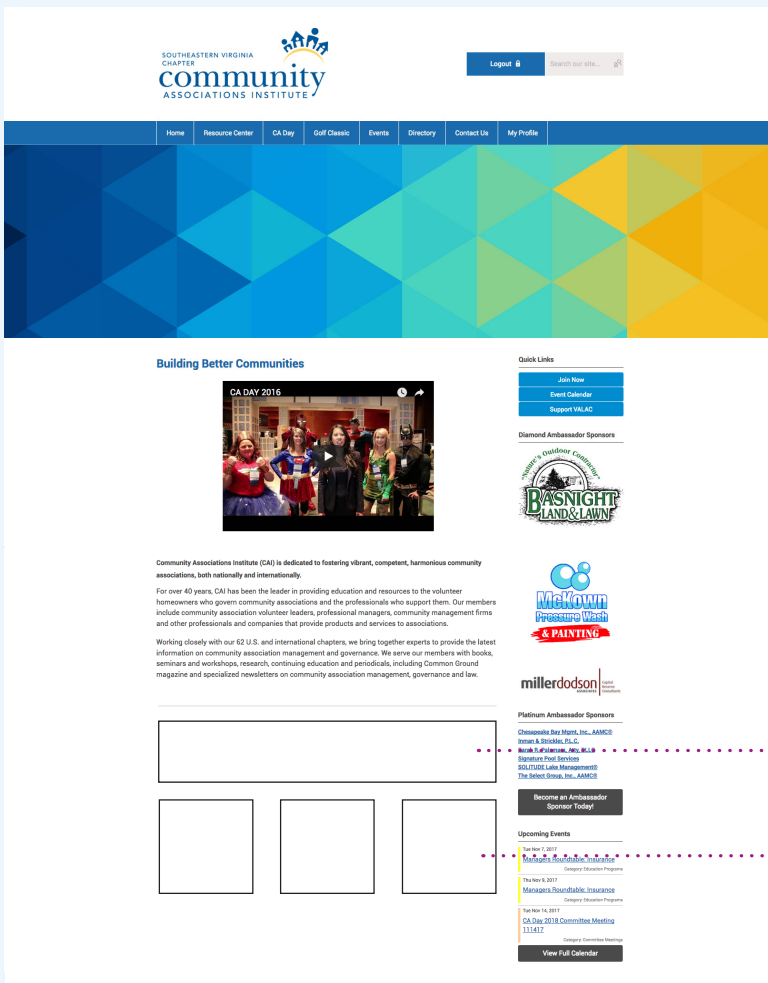 SOUTHEASTERN VIRGINIA
CHAPTER
community
ASSOCIATIONS INSTITUTE
Logout
Search our site...
Home
Resource Center
CA Day
Golf Classic
Events
Directory
Contact Us
My Profile
Building Better Communities
CA DAY 2016
Community Associations Institute (CAI) is dedicated to fostering vibrant, competent, harmonious community
associations, both nationally and internationally.
For over 40 years, CAI has been the leader in providing education and resources to the volunteer
homeowners who govern community associations and the professionals who support them. Our members
include community association volunteer leaders, professional managers, community management firms
and other professionals and companies that provide products and services to associations.
Working closely with our 62 U.S. and international chapters, we bring together experts to provide the latest
information on community association management and governance. We serve our members with books,
seminars and workshops, research, continuing education and periodicals, including Common Ground
magazine and specialized newsletters on community association management, governance and law.
Quick Links
Join Now
Event Calendar
Support VALAC
Diamond Ambassador Sponsors
"Nature's Outdoor Contractor"
BASNIGHT
LAND & LAWN
McKown
Pressure Wash
& PAINTING
millerdodson
ASSOCIATES
Capital
Reserve
Consultants
Platinum Ambassador Sponsors
Chesapeake Bay Mgmt, Inc., AAMC®
Inman & Strickler, P.L.C.
Signature Pool Services
SOLITUDE Lake Management®
The Select Group, Inc., AAMC®
Become an Ambassador
Sponsor Today!
Upcoming Events
Tue Nov 7, 2017
Managers Roundtable: Insurance
Category: Education Programs
Thu Nov 9, 2017
Managers Roundtable: Insurance
Category: Education Programs
Tue Nov 14, 2017
CA Day 2018 Committee Meeting
111417
Category: Committee Meetings
View Full Calendar